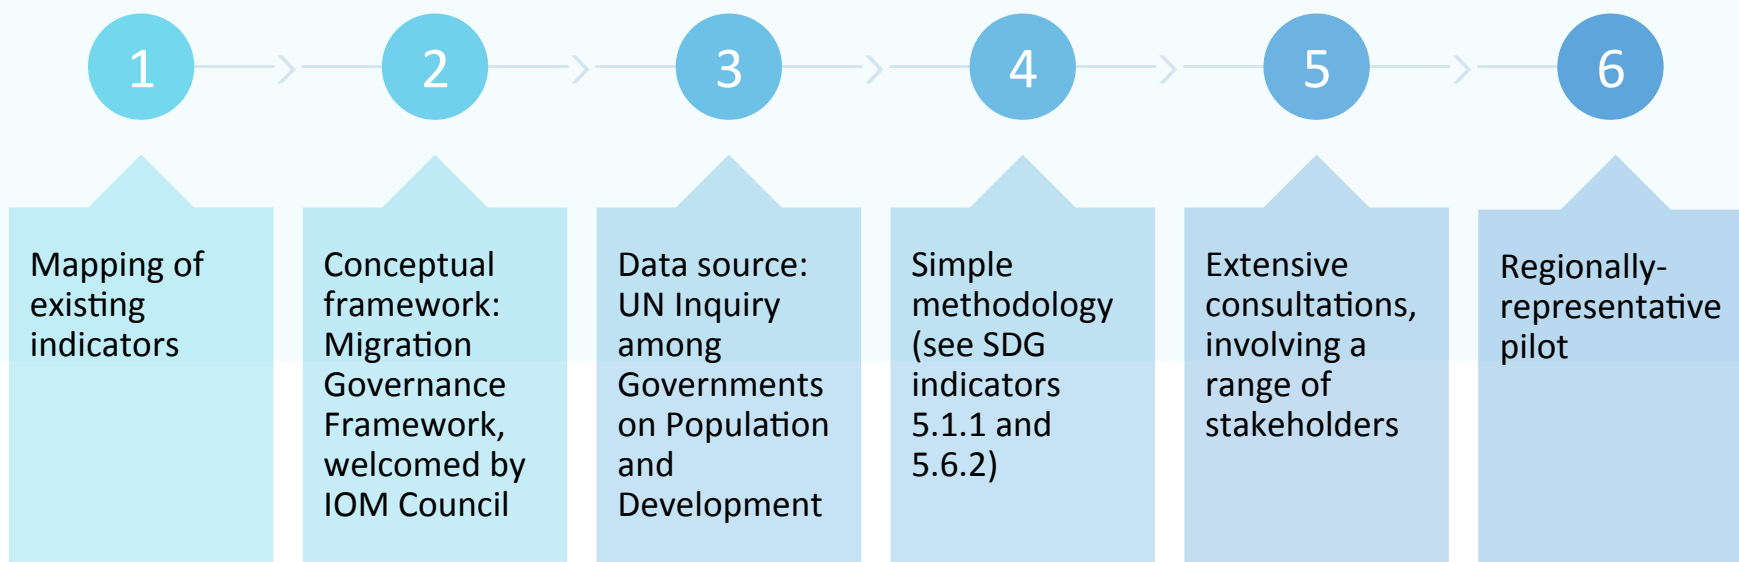 1
2
3
4
5
6
Mapping of
existing
indicators
Conceptual
framework:
Migration
Governance
Framework,
welcomed by
IOM Council
Data source:
UN Inquiry
among
Governments
on Population
and
Development
Simple
methodology
(see SDG
indicators
5.1.1 and
5.6.2)
Extensive
consultations,
involving a
range of
stakeholders
Regionally-
representative
pilot